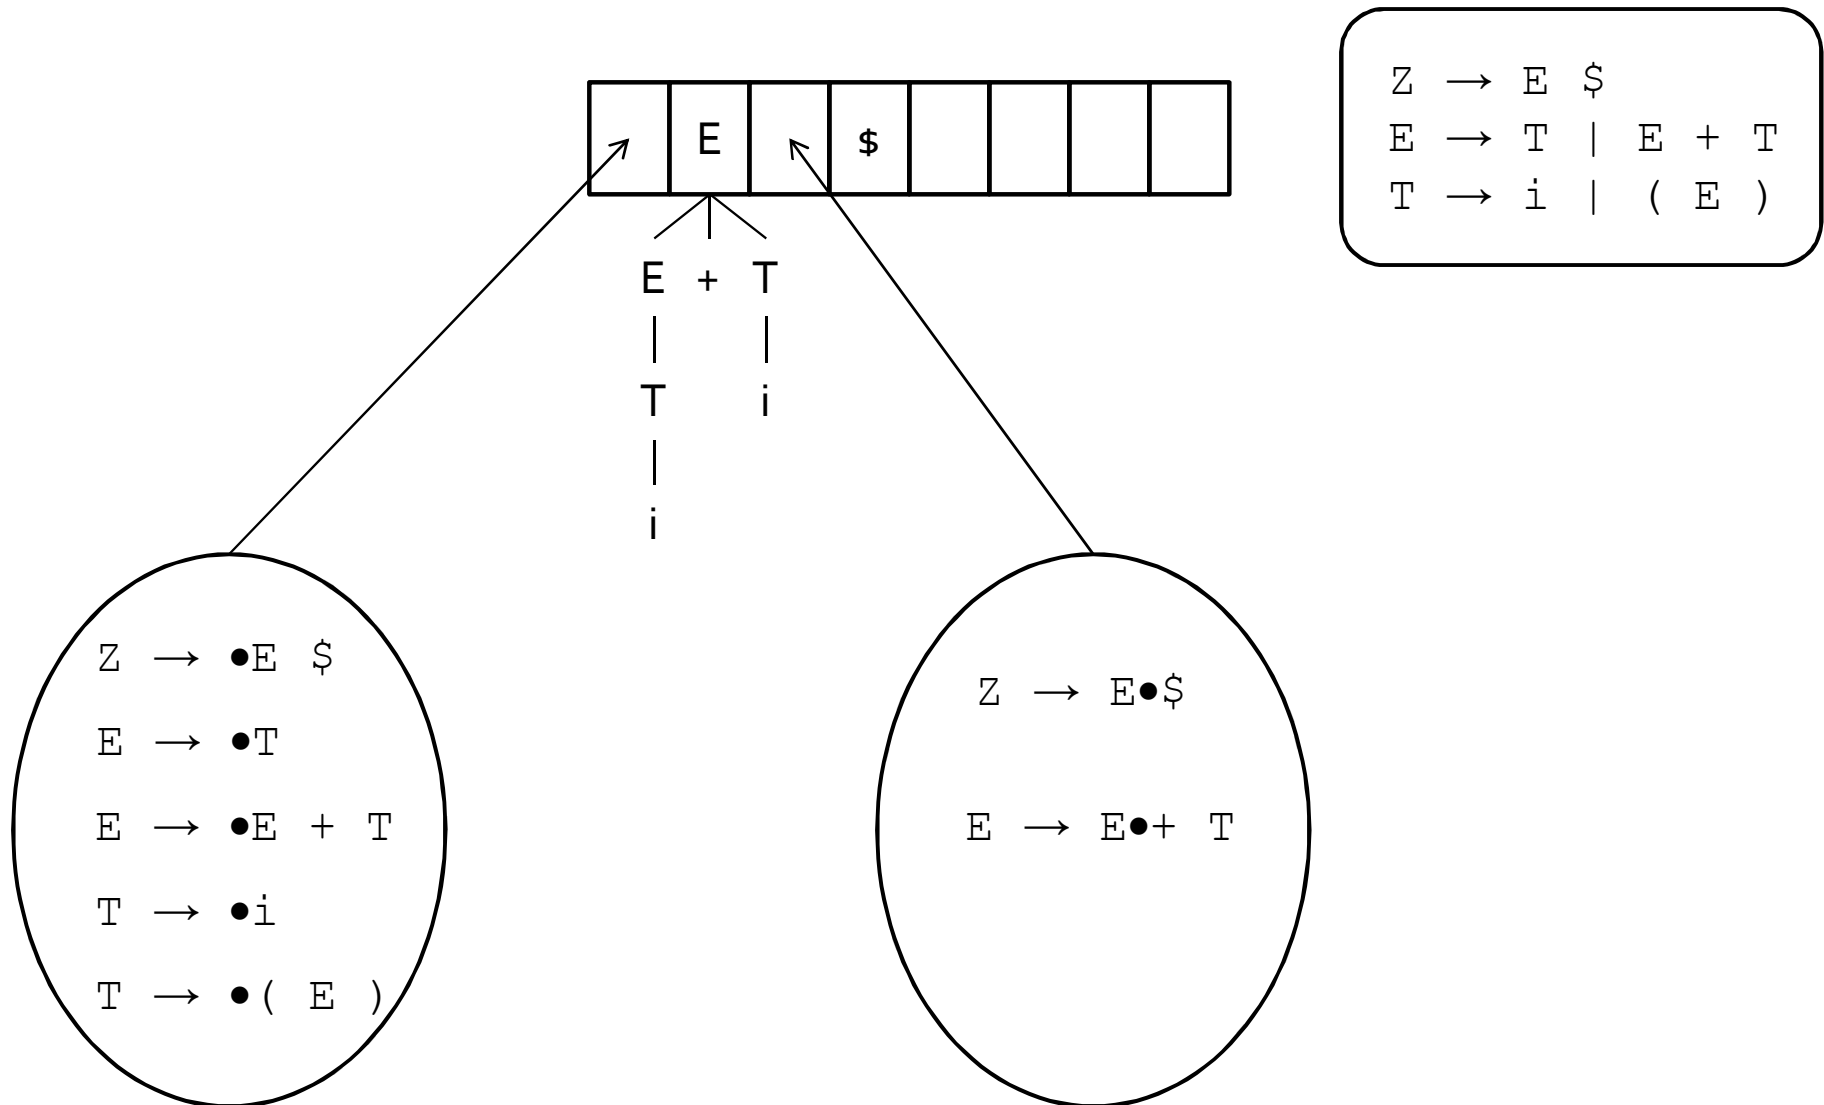 E $
Z → E $
E → T | E + T
T → i | ( E )
E + T
T i
i
Z → •E $
E → •T
E → •E + T
T → •i
T → •( E )
Z → E•$
E → E•+ T